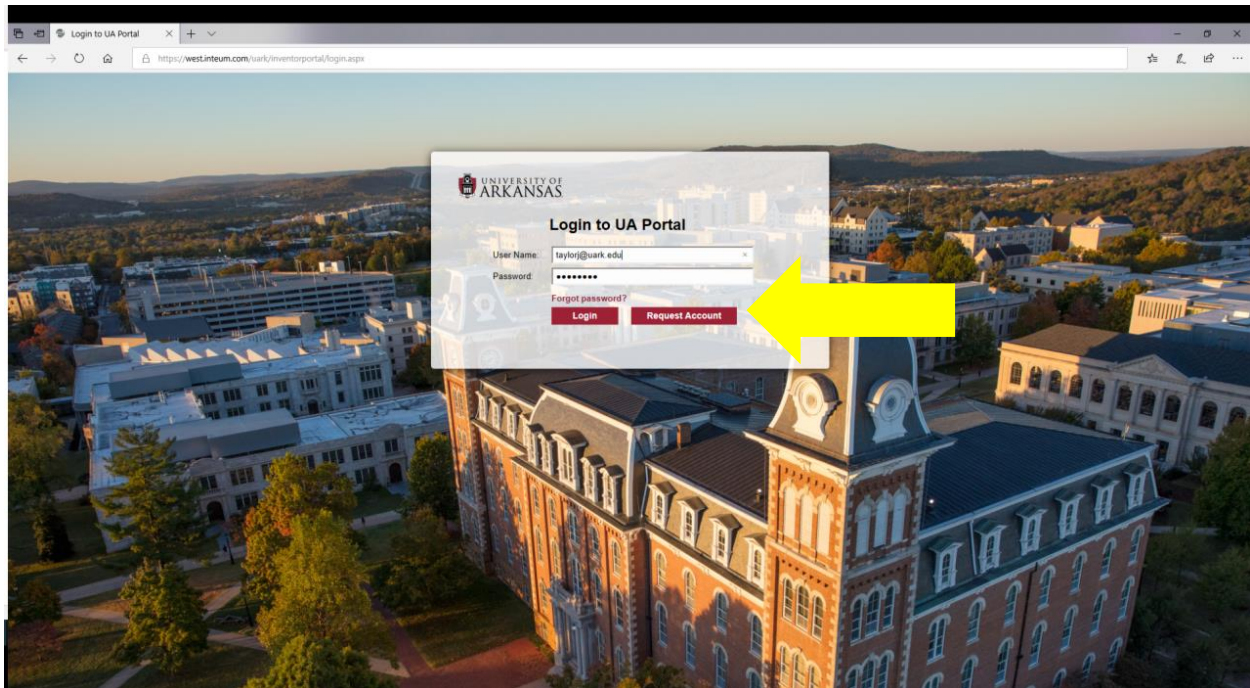 Login to UA Portal
https://west.inteum.com/uark/inventorportal/login.aspx
UNIVERSITY OF
ARKANSAS
Login to UA Portal
User Name: taylorj@uark.edu
Password: ••••••••
Forgot password?
Login Request Account